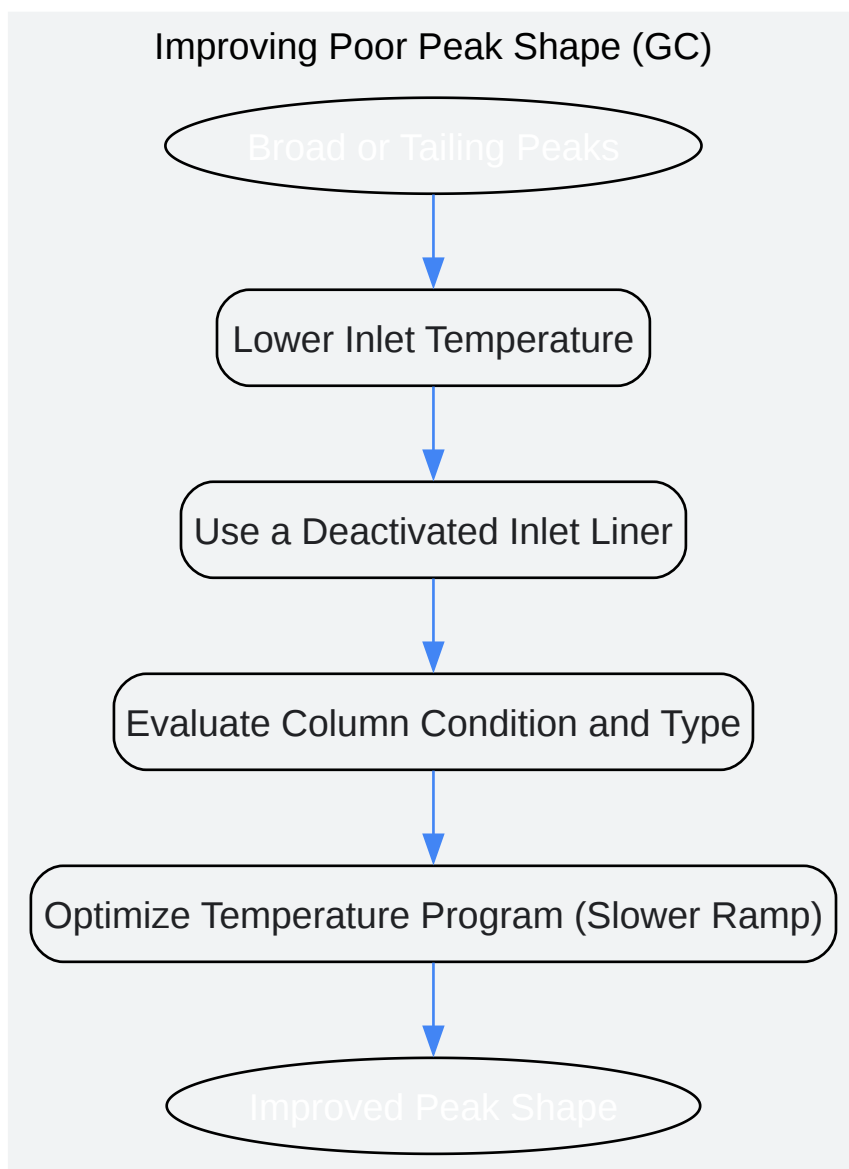 Improving Poor Peak Shape (GC)
Broad or Tailing Peaks
Lower Inlet Temperature
Use a Deactivated Inlet Liner
Evaluate Column Condition and Type
Optimize Temperature Program (Slower Ramp)
Improved Peak Shape